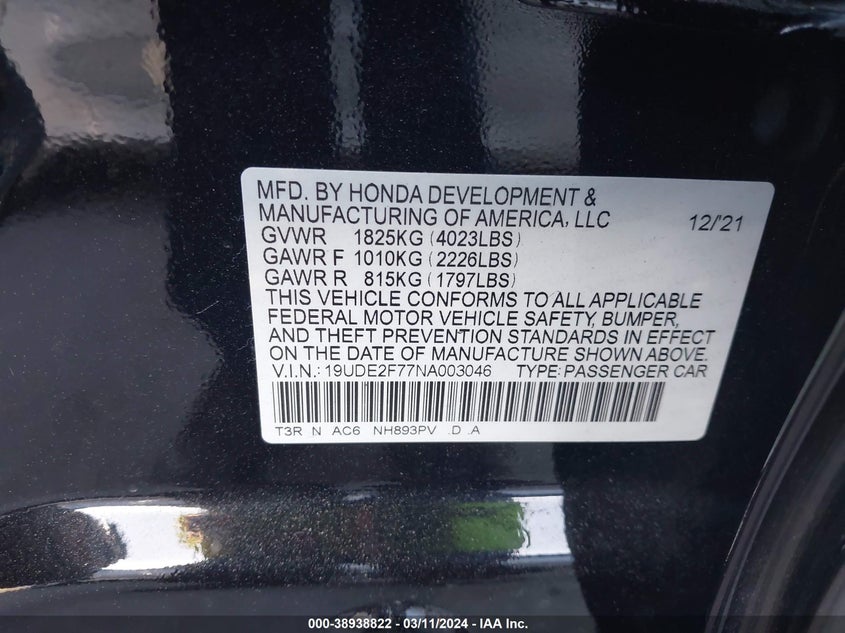 MFD. BY HONDA DEVELOPMENT &
MANUFACTURING OF AMERICA, LLC 12/'21
GVWR 1825KG (4023LBS)
GAWR F 1010KG (2226LBS)
GAWR R 815KG (1797LBS)
THIS VEHICLE CONFORMS TO ALL APPLICABLE
FEDERAL MOTOR VEHICLE SAFETY, BUMPER,
AND THEFT PREVENTION STANDARDS IN EFFECT
ON THE DATE OF MANUFACTURE SHOWN ABOVE.
V.I.N.: 19UDE2F77NA003046 TYPE: PASSENGER CAR
T3R N AC6 NH893PV .D .A
000-38938822 - 03/11/2024 - IAA Inc.